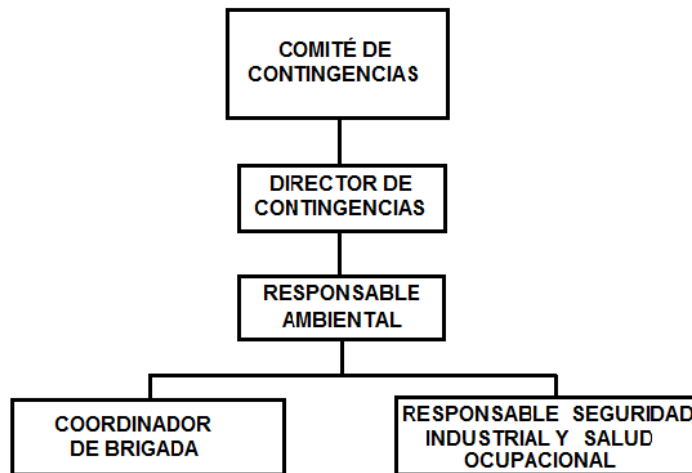 COMITÉ DE
CONTINGENCIAS
DIRECTOR DE
CONTINGENCIAS
RESPONSABLE
AMBIENTAL
COORDINADOR
DE BRIGADA
RESPONSABLE SEGURIDAD
INDUSTRIAL Y SALUD
OCUPACIONAL